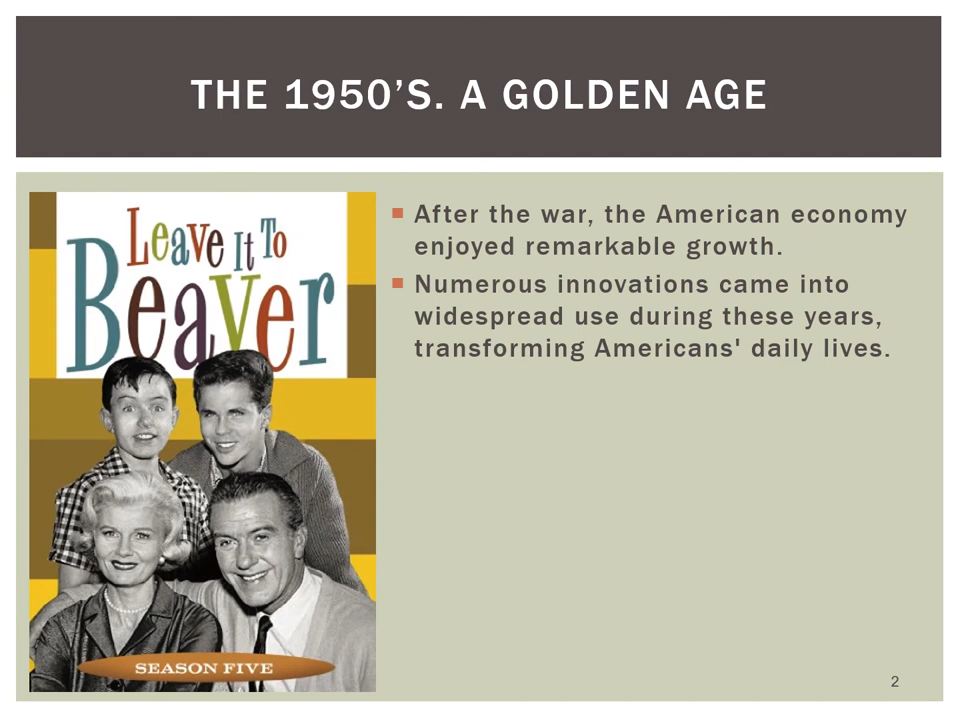 THE 1950’S. A GOLDEN AGE
Leave It To
Beaver
SEASON FIVE
After the war, the American economy
enjoyed remarkable growth.
Numerous innovations came into
widespread use during these years,
transforming Americans' daily lives.
2